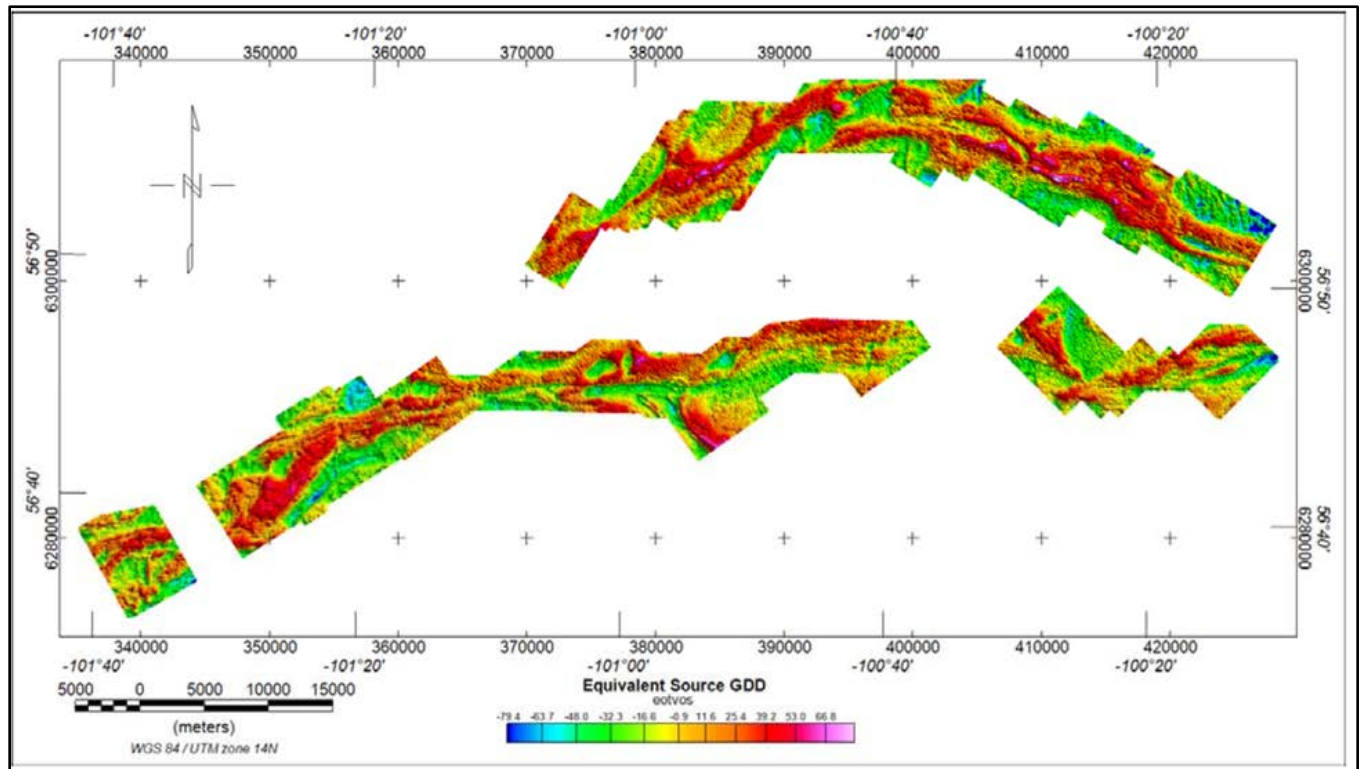 -101°40' -101°20' -101°00' -100°40' -100°20'
340000 350000 360000 370000 380000 390000 400000 410000 420000
N
56°50' 56°50'
6300000 6300000
56°40' 56°40'
6280000 6280000
340000 350000 360000 370000 380000 390000 400000 410000 420000
-101°40' -101°20' -101°00' -100°40' -100°20'
5000 0 5000 10000 15000
(meters)
WGS 84 / UTM zone 14N
Equivalent Source GDD
eotvos
-79.4 -63.7 -48.0 -32.3 -16.6 -0.9 11.6 25.4 39.2 53.0 66.8